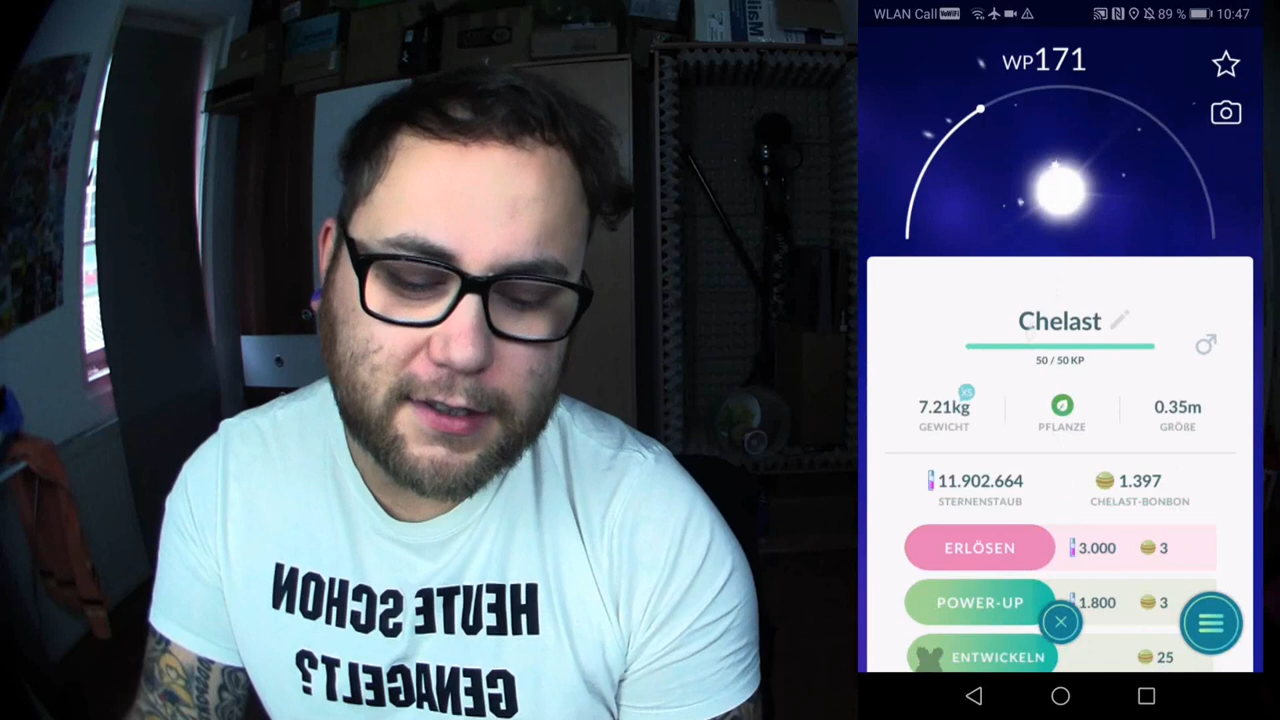 HEUTE SCHON
GENAGELT?
WLAN Call VoWiFi 89 % 10:47
WP171
Chelast
50 / 50 KP
XS
7.21kg 0.35m
GEWICHT PFLANZE GRÖßE
11.902.664 1.397
STERNENSTAUB CHELAST-BONBON
ERLÖSEN 3.000 3
POWER-UP 1.800 3
ENTWICKELN 25